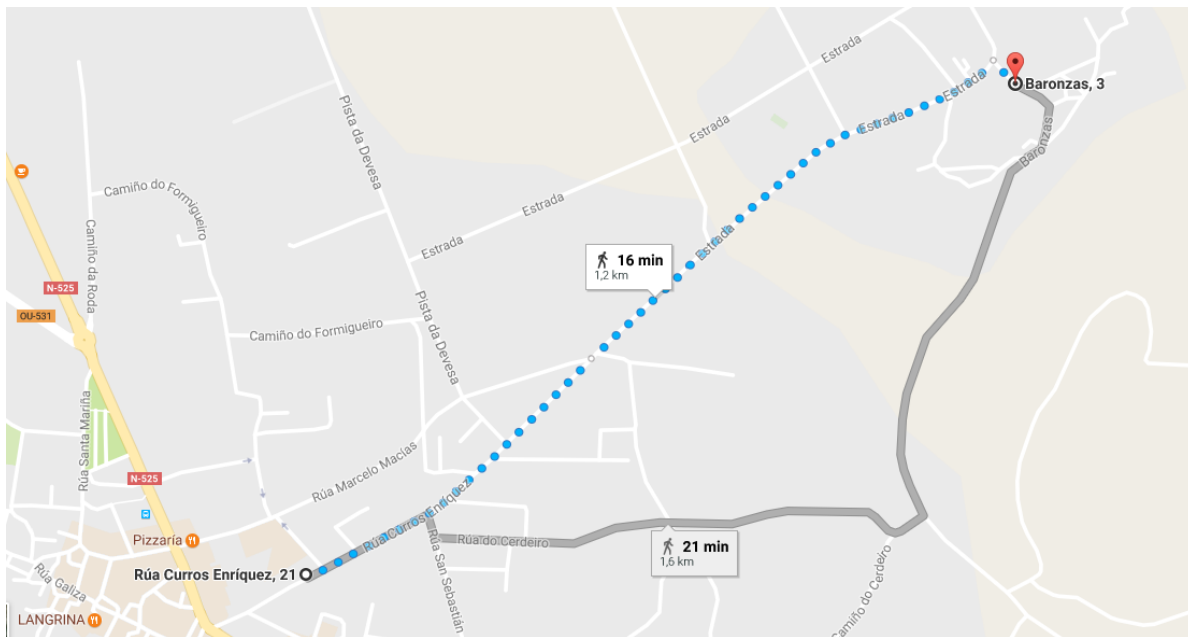 Baronzas, 3
Estrada
Estrada
Estrada
Estrada
Pista da Devesa
Baronzas
Camiño do Formigueiro
Estrada
Estrada
Camiño da Roda
Estrada
16 min
1,2 km
N-525
OU-531
Camiño do Formigueiro
Pista da Devesa
Rúa Santa Mariña
Rúa Marcelo Macías
N-525
Rúa Curros Enríquez
Pizzaría
Rúa do Cerdeiro
21 min
1,6 km
Rúa San Sebastián
Camiño do Cerdeiro
Rúa Curros Enríquez, 21
Rúa Galiza
LANGRINA